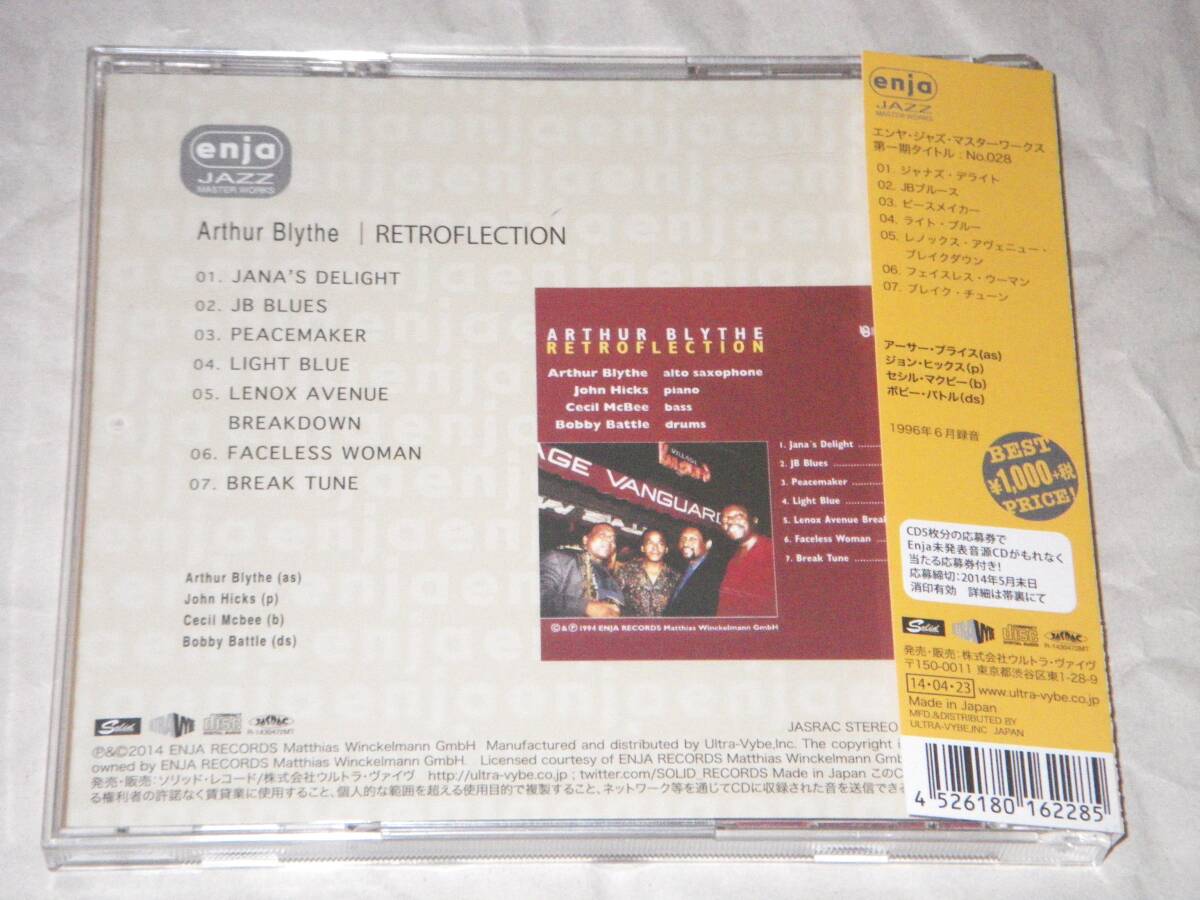 enja
JAZZ
MASTER WORKS
Arthur Blythe | RETROFLECTION
01. JANA'S DELIGHT
02. JB BLUES
03. PEACEMAKER
04. LIGHT BLUE
05. LENOX AVENUE
BREAKDOWN
06. FACELESS WOMAN
07. BREAK TUNE
Arthur Blythe (as)
John Hicks (p)
Cecil Mcbee (b)
Bobby Battle (ds)
ARTHUR BLYTHE
RETROFLECTION
Arthur Blythe alto saxophone
John Hicks piano
Cecil McBee bass
Bobby Battle drums
VILLAGE
AGE VANGUARD
1. Jana's Delight
2. JB Blues
3. Peacemaker
4. Light Blue
5. Lenox Avenue Break
6. Faceless Woman
7. Break Tune
©&℗ 1994 ENJA RECORDS Matthias Winckelmann GmbH
Solid
ULTRA VYBE
COMPACT disc DIGITAL AUDIO
JASRAC
R-1430472MT
JASRAC STEREO
℗&©2014 ENJA RECORDS Matthias Winckelmann GmbH Manufactured and distributed by Ultra-Vybe,Inc. The copyright i
owned by ENJA RECORDS Matthias Winckelmann GmbH. Licensed courtesy of ENJA RECORDS Matthias Winckelmann GmbH
発売・販売:ソリッド・レコード/株式会社ウルトラ・ヴァイヴ http://ultra-vybe.co.jp ; twitter.com/SOLID_RECORDS Made in Japan このC
る権利者の許諾なく賃貸業に使用すること、個人的な範囲を超える使用目的で複製すること、ネットワーク等を通じてCDに収録された音を送信できる
enja
JAZZ
MASTER WORKS
エンヤ・ジャズ・マスターワークス
第一期タイトル : No.028
01. ジャナズ・デライト
02. JBブルース
03. ピースメイカー
04. ライト・ブルー
05. レノックス・アヴェニュー・
ブレイクダウン
06. フェイスレス・ウーマン
07. ブレイク・チューン
アーサー・ブライス(as)
ジョン・ヒックス(p)
セシル・マクビー(b)
ボビー・バトル(ds)
1996年6月録音
BEST
¥1,000+税
PRICE!
CD5枚分の応募券で
Enja未発表音源CDがもれなく
当たる応募券付き!
応募締切:2014年5月末日
消印有効 詳細は帯裏にて
Solid
ULTRA VYBE
COMPACT disc DIGITAL AUDIO
JASRAC
R-1430472MT
発売・販売:株式会社ウルトラ・ヴァイヴ
〒150-0011 東京都渋谷区東1-28-9
14・04・23 www.ultra-vybe.co.jp
Made in Japan
MFD.&DISTRIBUTED BY
ULTRA-VYBE,INC JAPAN
4 526180 162285